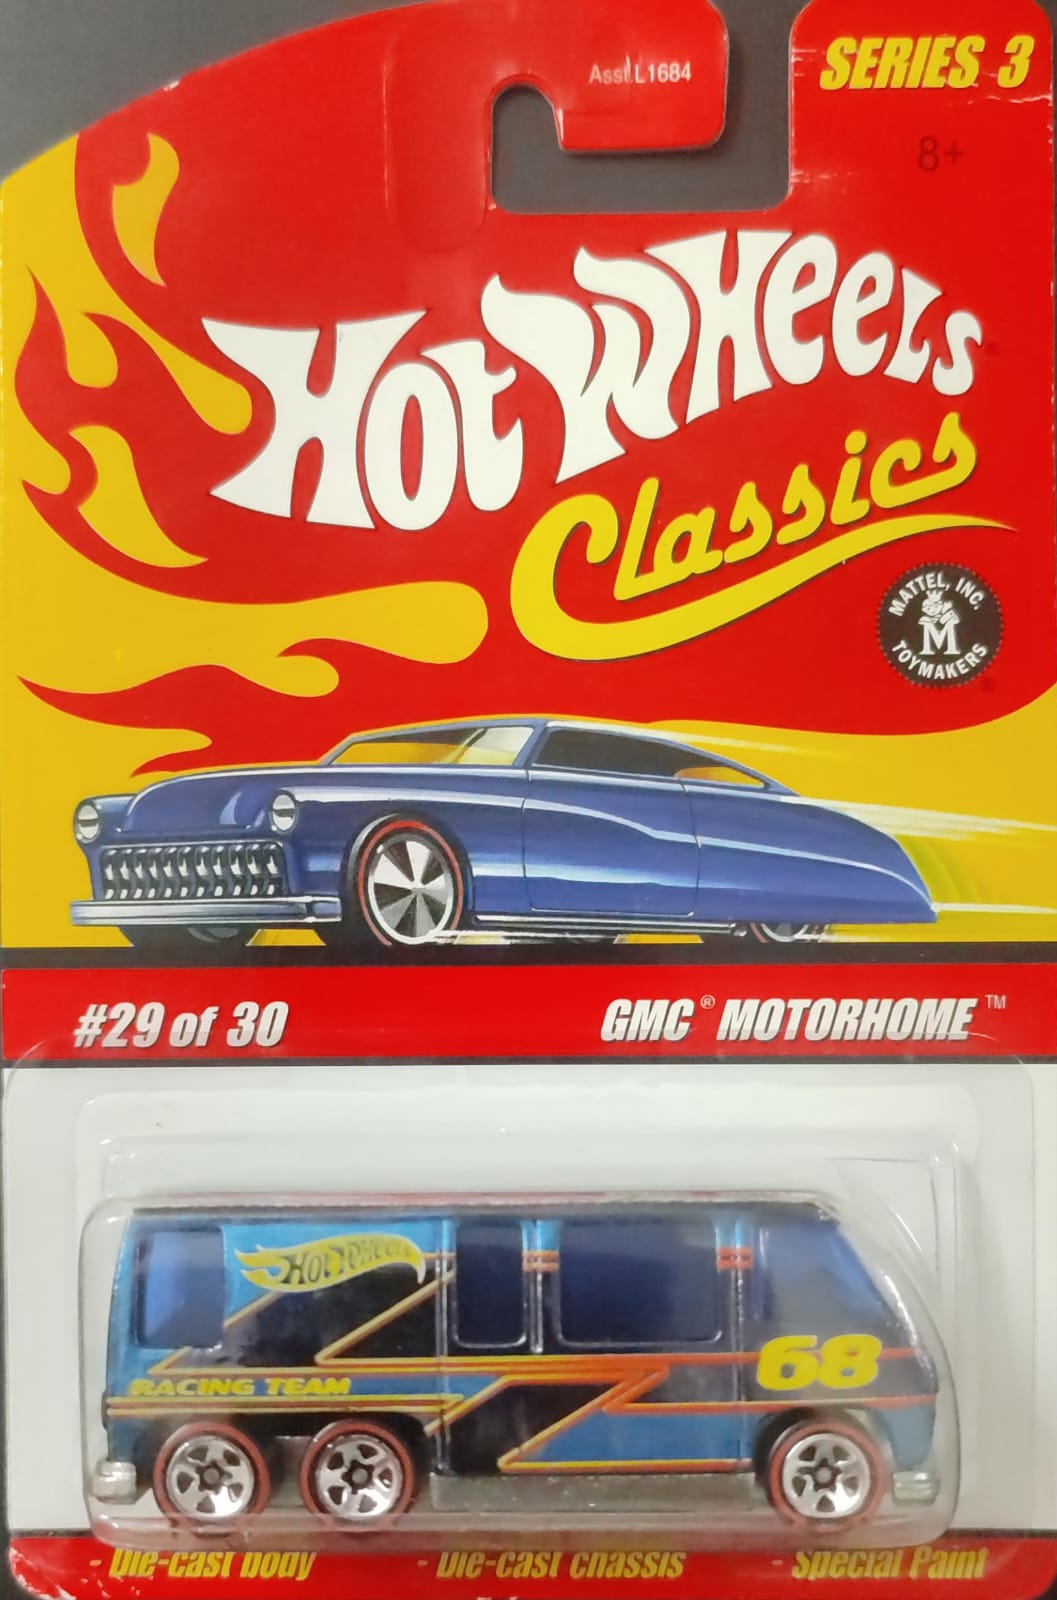 Asst.L1684
SERIES 3
8+
HOT WHEELS
Classics
MATTEL, INC.
M
TOYMAKERS
#29 of 30
GMC® MOTORHOME™
HOT WHEELS
68
RACING TEAM
- Die-cast body - Die-cast chassis - Special Paint